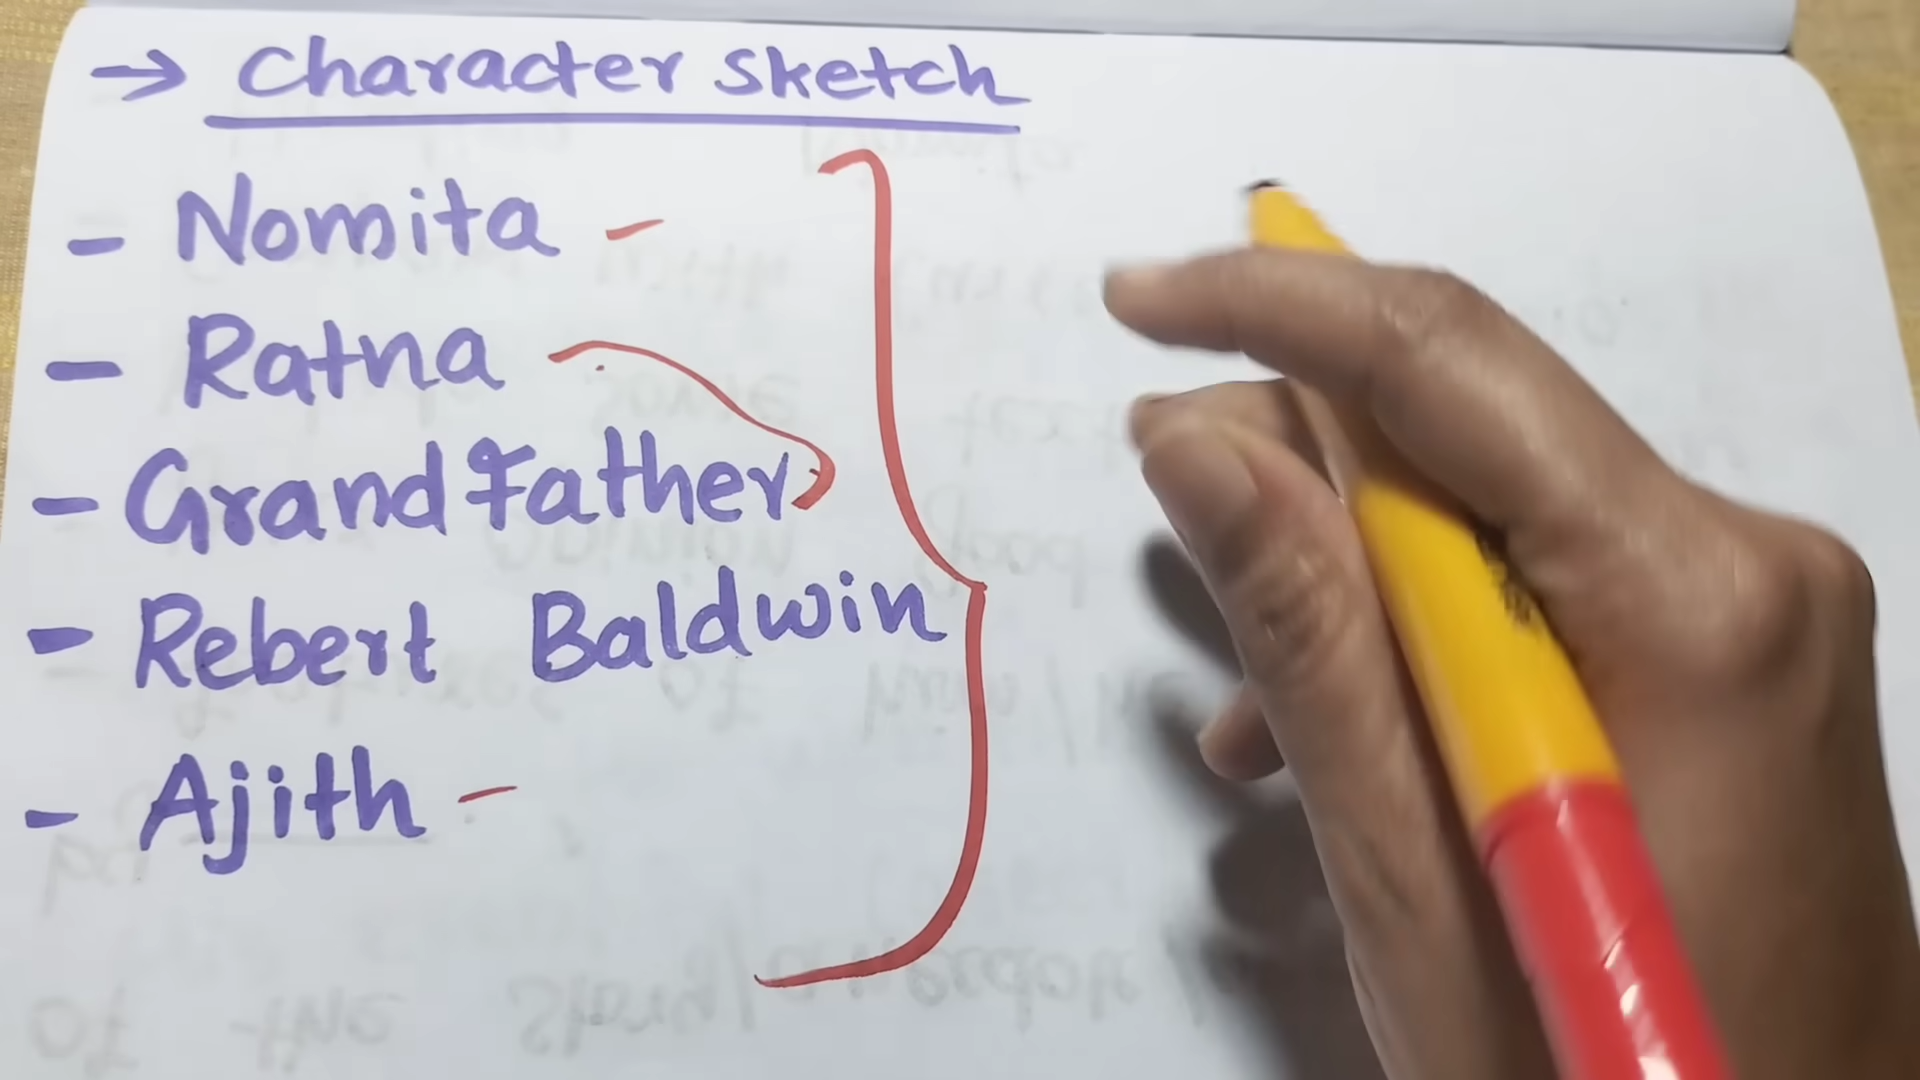 → Character Sketch
- Nomita -
- Ratna
- Grand Father
- Rebert Baldwin
- Ajith -